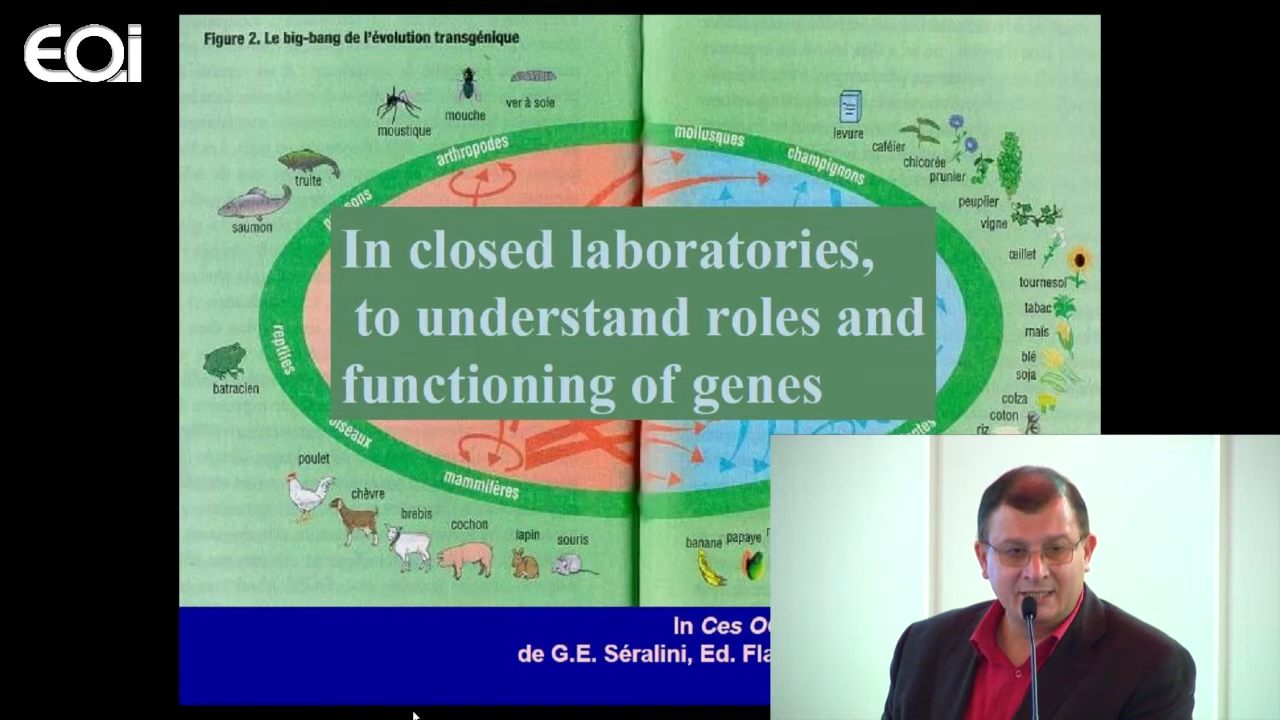 EOi
Figure 2. Le big-bang de l'évolution transgénique
moustique
mouche
ver à soie
truite
saumon
batracien
arthropodes
mollusques
champignons
reptiles
mammifères
levure
caféier
chicorée
prunier
peuplier
vigne
œillet
tournesol
tabac
maïs
blé
soja
colza
coton
riz
In closed laboratories,
to understand roles and
functioning of genes
poulet
chèvre
brebis
cochon
lapin
souris
banane
papaye
In Ces
de G.E. Séralini, Ed.